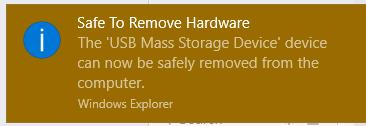 Safe To Remove Hardware
The 'USB Mass Storage Device' device
can now be safely removed from the
computer.
Windows Explorer